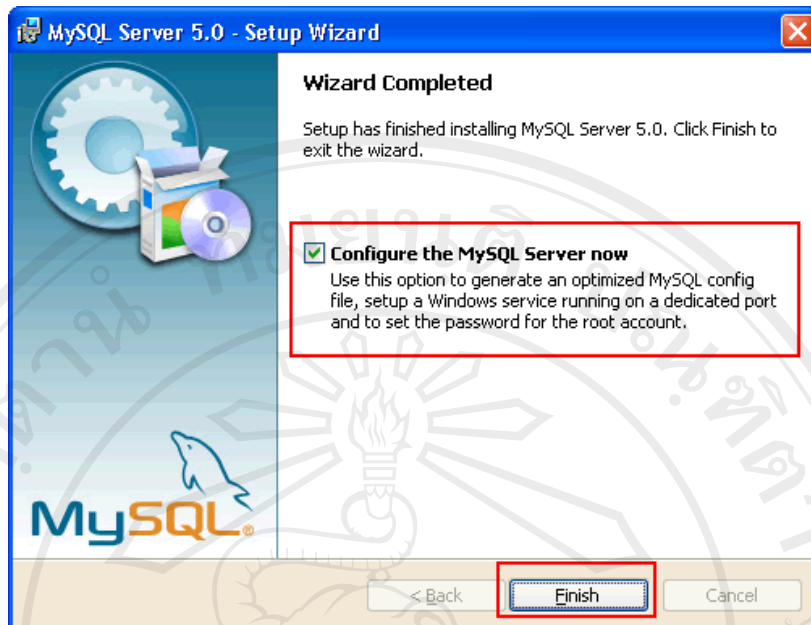 MySQL Server 5.0 - Setup Wizard
Wizard Completed
Setup has finished installing MySQL Server 5.0. Click Finish to
exit the wizard.
Configure the MySQL Server now
Use this option to generate an optimized MySQL config
file, setup a Windows service running on a dedicated port
and to set the password for the root account.
MySQL®
< Back
Finish
Cancel